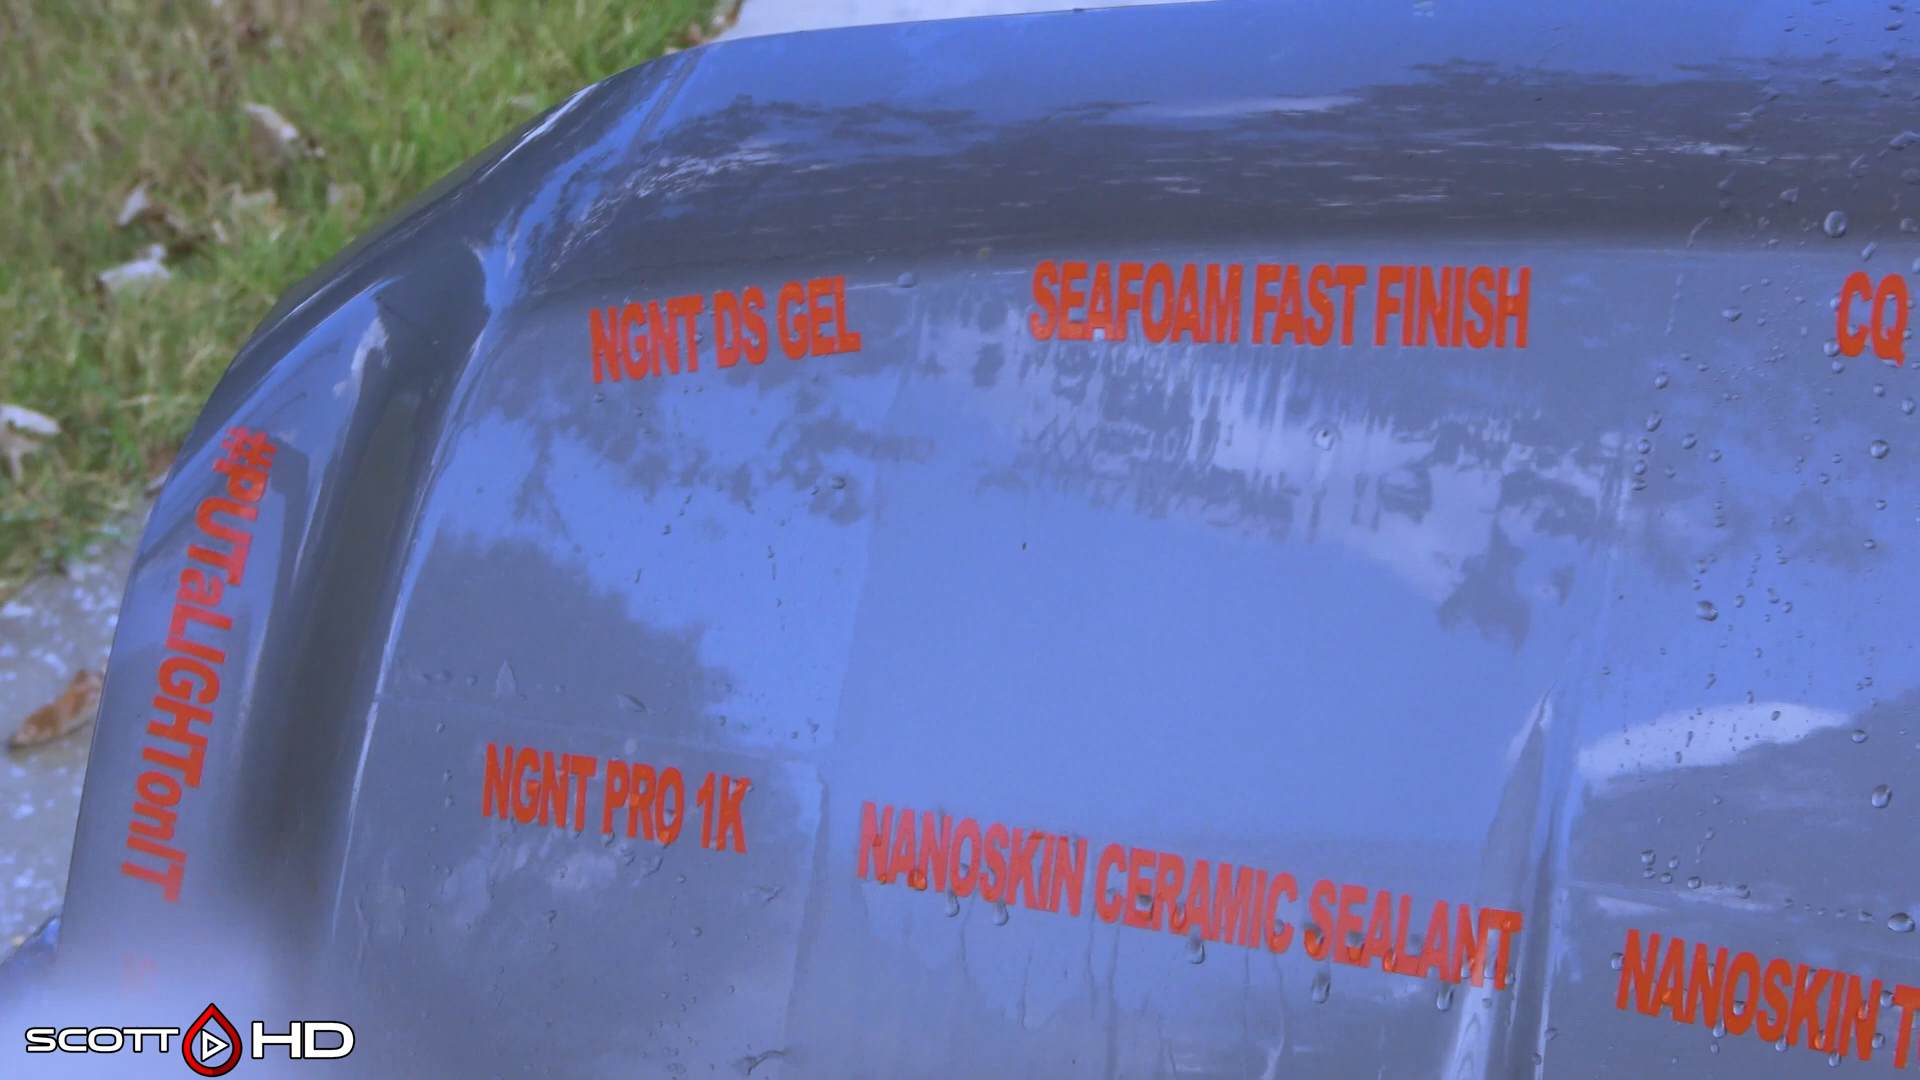 NGNT DS GEL
SEAFOAM FAST FINISH
CQ
#PUTaLIGHTonIT
NGNT PRO 1K
NANOSKIN CERAMIC SEALANT
NANOSKIN
SCOTT HD